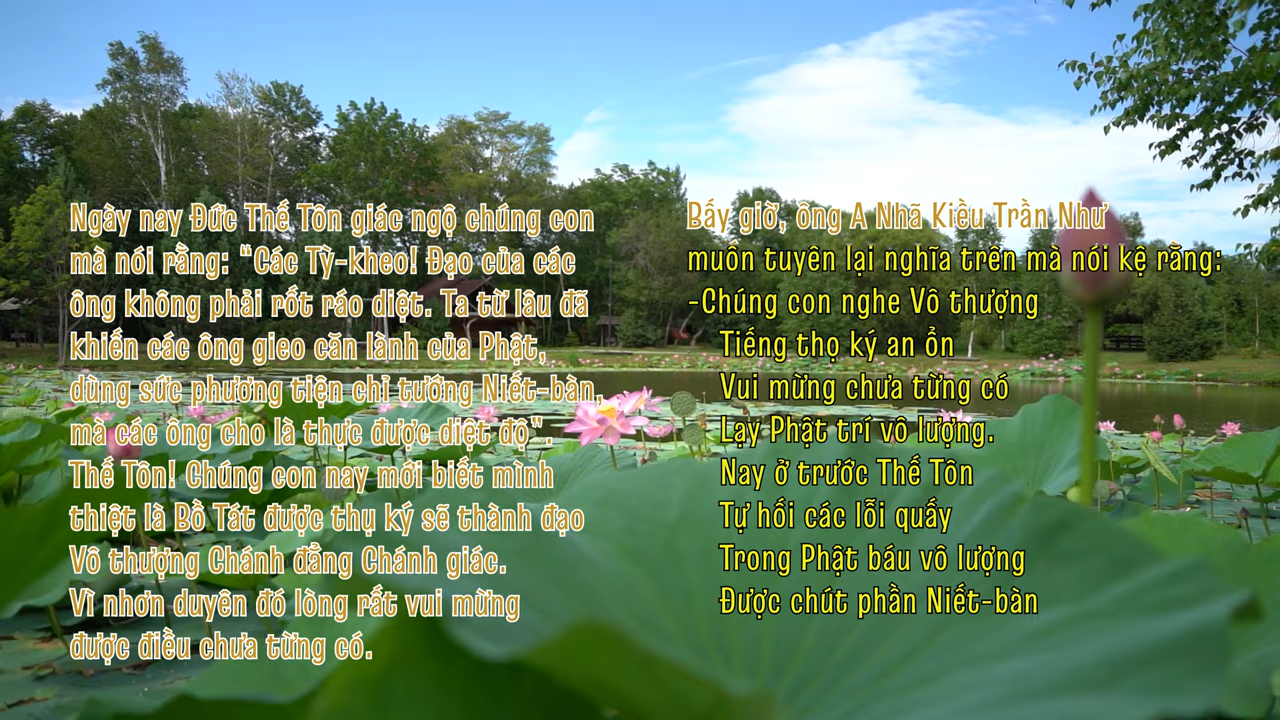 Ngày nay Đức Thế Tôn giác ngộ chúng con
mà nói rằng: “Các Tỳ-kheo! Đạo của các
ông không phải rốt ráo diệt. Ta từ lâu đã
khiến các ông gieo căn lành của Phật,
dùng sức phương tiện chỉ tướng Niết-bàn,
mà các ông cho là thực được diệt độ”.
Thế Tôn! Chúng con nay mới biết mình
thiệt là Bồ Tát được thụ ký sẽ thành đạo
Vô thượng Chánh đẳng Chánh giác.
Vì nhơn duyên đó lòng rất vui mừng
được điều chưa từng có.
Bấy giờ, ông A Nhã Kiều Trần Như
muốn tuyên lại nghĩa trên mà nói kệ rằng:
-Chúng con nghe Vô thượng
Tiếng thọ ký an ổn
Vui mừng chưa từng có
Lạy Phật trí vô lượng.
Nay ở trước Thế Tôn
Tự hối các lỗi quấy
Trong Phật báu vô lượng
Được chút phần Niết-bàn